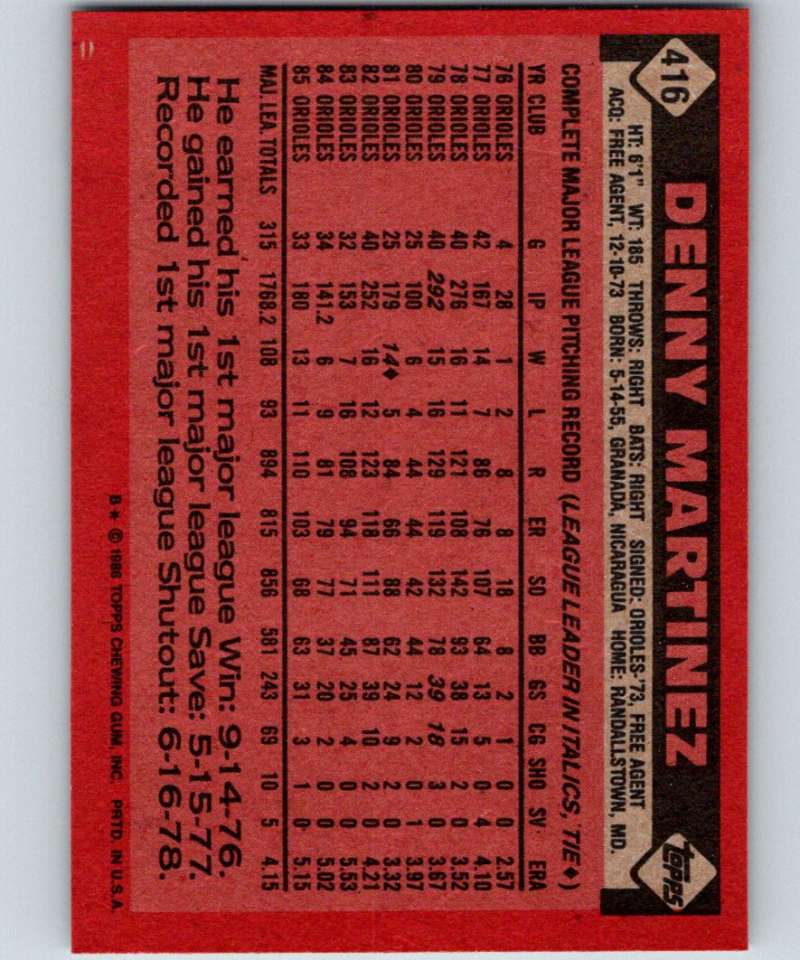 416
DENNY MARTINEZ
topps
HT: 6'1" WT: 185 THROWS: RIGHT BATS: RIGHT SIGNED: ORIOLES-'73, FREE AGENT
ACQ: FREE AGENT, 12-10-73 BORN: 5-14-55, GRANADA, NICARAGUA HOME: RANDALLSTOWN, MD.
COMPLETE MAJOR LEAGUE PITCHING RECORD (LEAGUE LEADER IN ITALICS, TIE ♦)
YR CLUB G IP W L R ER SO BB GS CG SHO SV ERA
76 ORIOLES 4 28 1 2 8 8 18 8 2 1 0 0 2.57
77 ORIOLES 42 167 14 7 86 76 107 64 13 5 0 4 4.10
78 ORIOLES 40 276 16 11 121 108 142 93 38 15 2 0 3.52
79 ORIOLES 40 292 15 16 129 119 132 78 39 18 3 0 3.67
80 ORIOLES 25 100 6 4 44 44 42 44 12 2 0 1 3.97
81 ORIOLES 25 179 14♦ 5 84 66 88 62 24 9 2 0 3.32
82 ORIOLES 40 252 16 12 123 118 111 87 39 10 2 0 4.21
83 ORIOLES 32 153 7 16 108 94 71 45 25 4 0 0 5.53
84 ORIOLES 34 141.2 6 9 81 79 77 37 20 2 0 0 5.02
85 ORIOLES 33 180 13 11 110 103 68 63 31 3 1 0 5.15
MAJ. LEA. TOTALS 315 1768.2 108 93 894 815 856 581 243 69 10 5 4.15
He earned his 1st major league Win: 9-14-76.
He gained his 1st major league Save: 5-15-77.
Recorded 1st major league Shutout: 6-16-78.
B* © 1986 TOPPS CHEWING GUM, INC. PRTD. IN U.S.A.